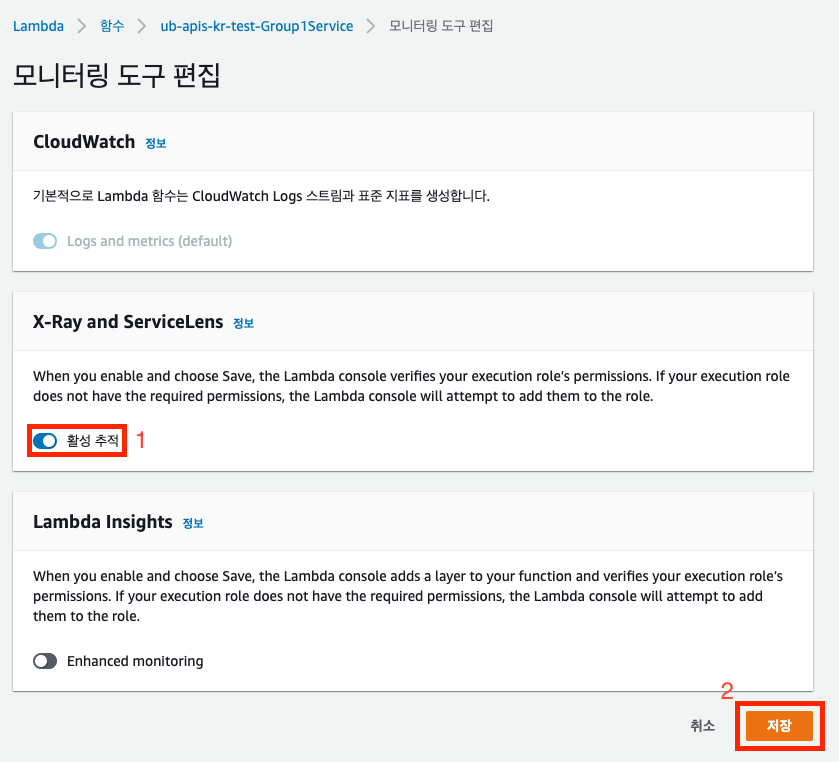 Lambda > 함수 > ub-apis-kr-test-Group1Service > 모니터링 도구 편집
모니터링 도구 편집
CloudWatch 정보
기본적으로 Lambda 함수는 CloudWatch Logs 스트림과 표준 지표를 생성합니다.
Logs and metrics (default)
X-Ray and ServiceLens 정보
When you enable and choose Save, the Lambda console verifies your execution role's permissions. If your execution role
does not have the required permissions, the Lambda console will attempt to add them to the role.
활성 추적 1
Lambda Insights 정보
When you enable and choose Save, the Lambda console adds a layer to your function and verifies your execution role's
permissions. If your execution role does not have the required permissions, the Lambda console will attempt to add
them to the role.
Enhanced monitoring
2
취소 저장